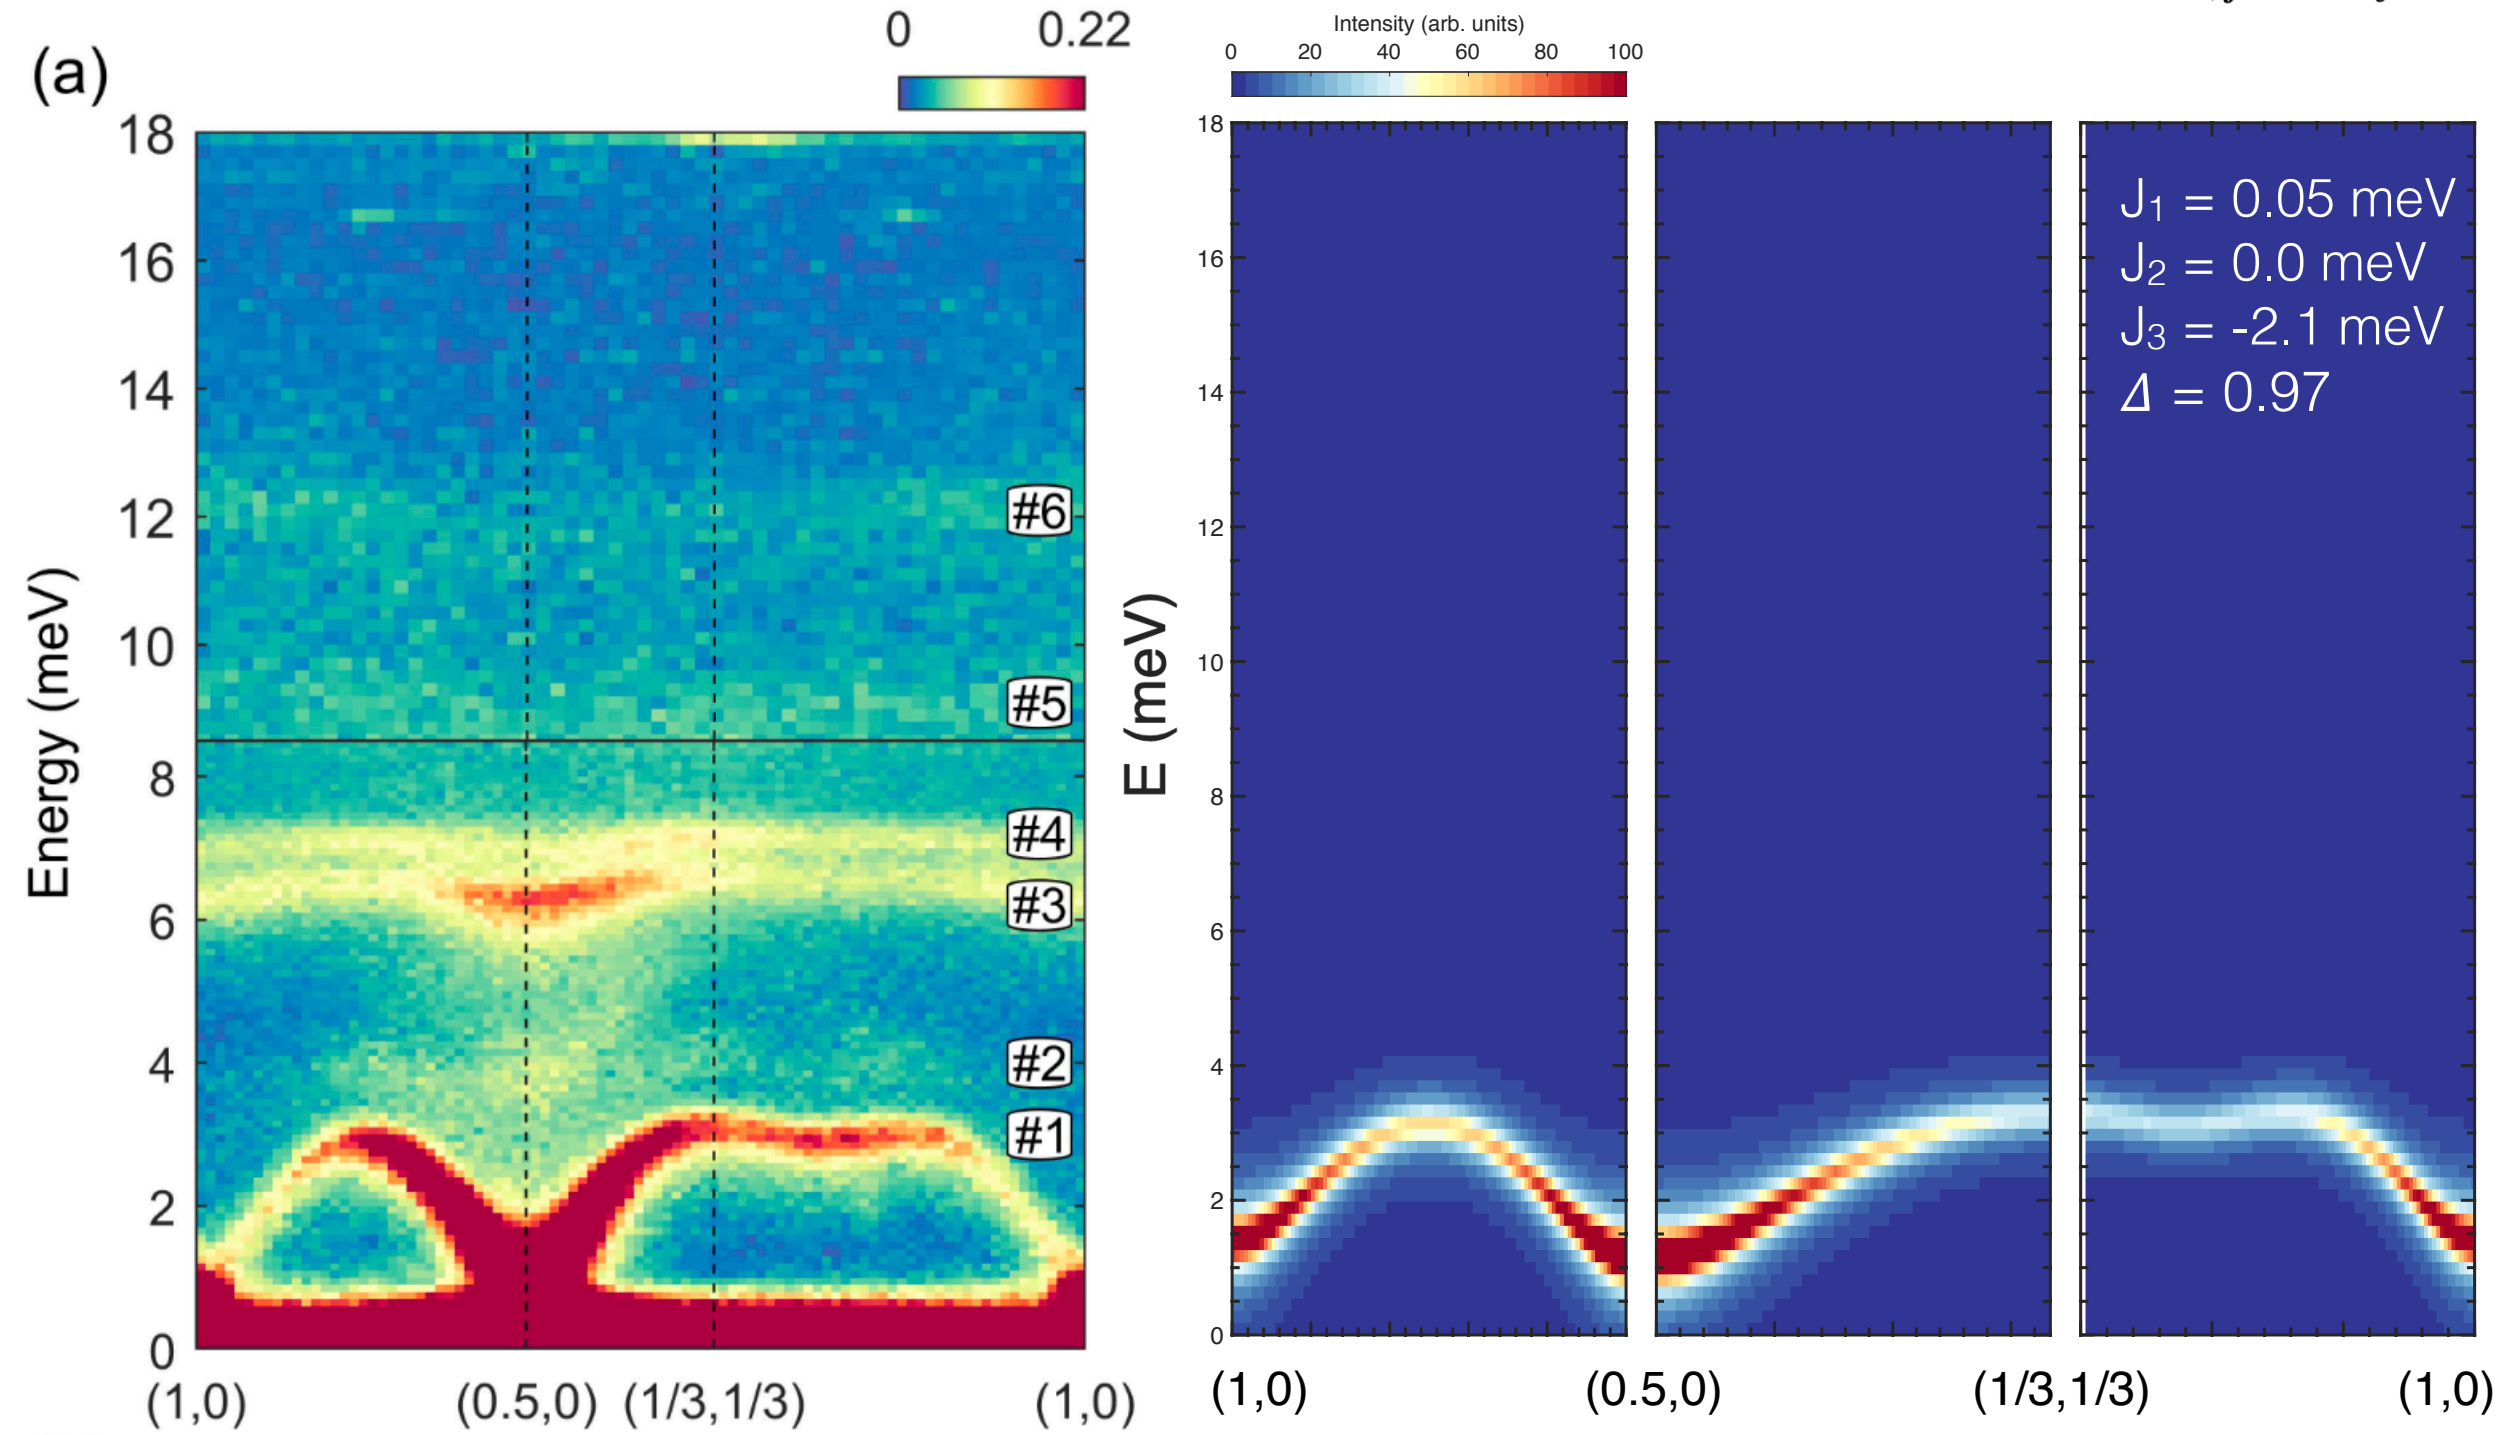 (a)
0 0.22
18
16
14
12
10
8
6
4
2
0
Energy (meV)
#6
#5
#4
#3
#2
#1
(1,0) (0.5,0) (1/3,1/3) (1,0)
Intensity (arb. units)
0 20 40 60 80 100
18
16
14
12
10
8
6
4
2
0
E (meV)
J₁ = 0.05 meV
J₂ = 0.0 meV
J₃ = -2.1 meV
Δ = 0.97
(1,0) (0.5,0) (1/3,1/3) (1,0)